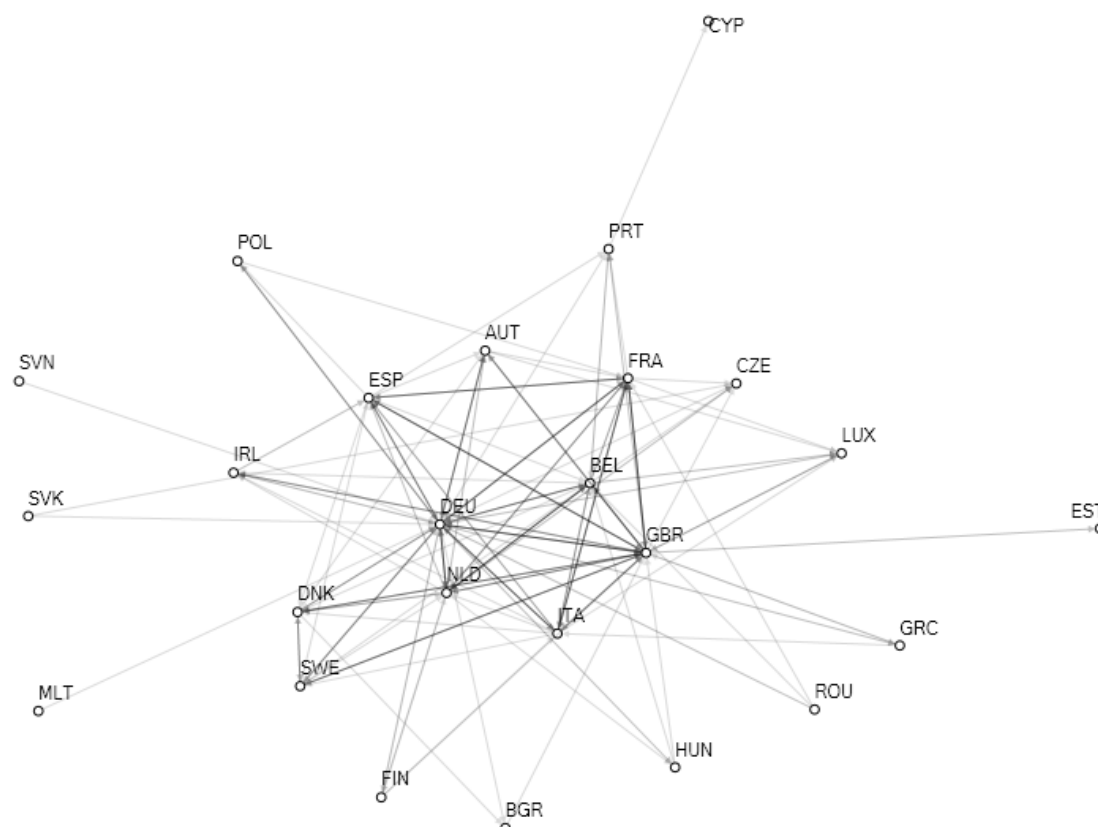 CYP
PRT
POL
AUT
FRA
CZE
SVN
ESP
LUX
IRL
BEL
SVK
DEU
EST
GBR
NLD
DNK
ITA
GRC
SWE
MLT
ROU
HUN
FIN
BGR